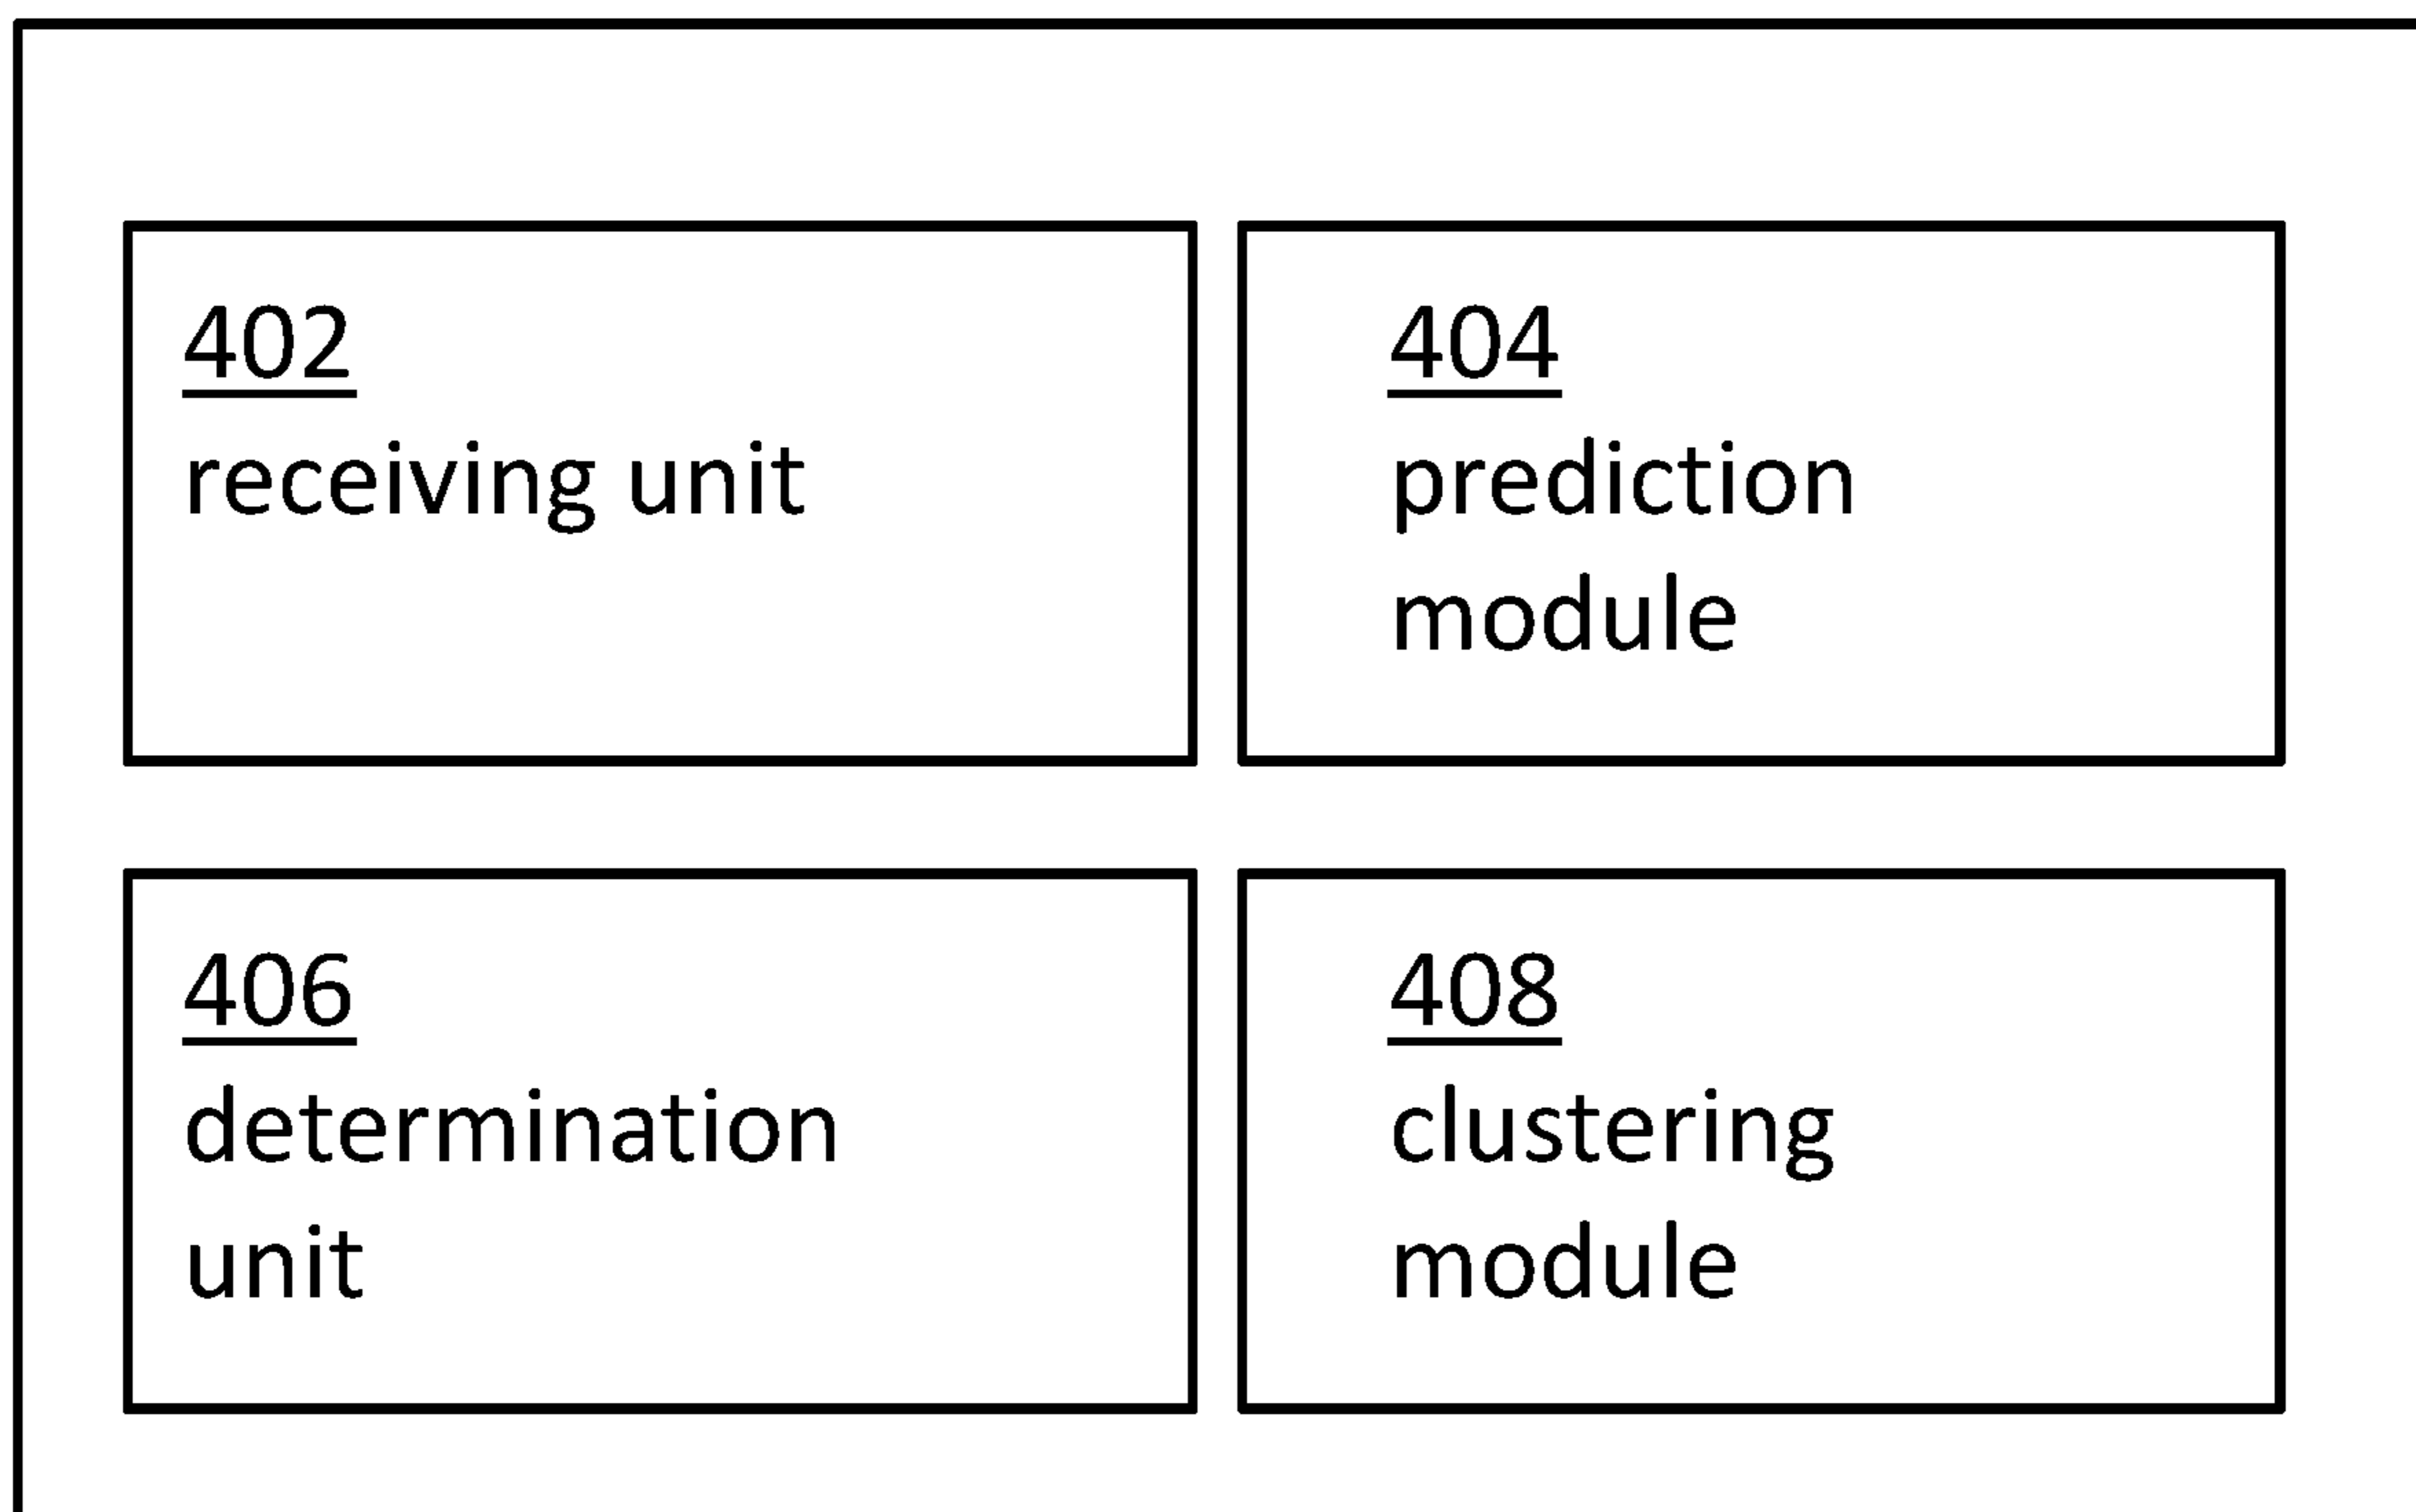 402
receiving unit
404
prediction
module
406
determination
unit
408
clustering
module